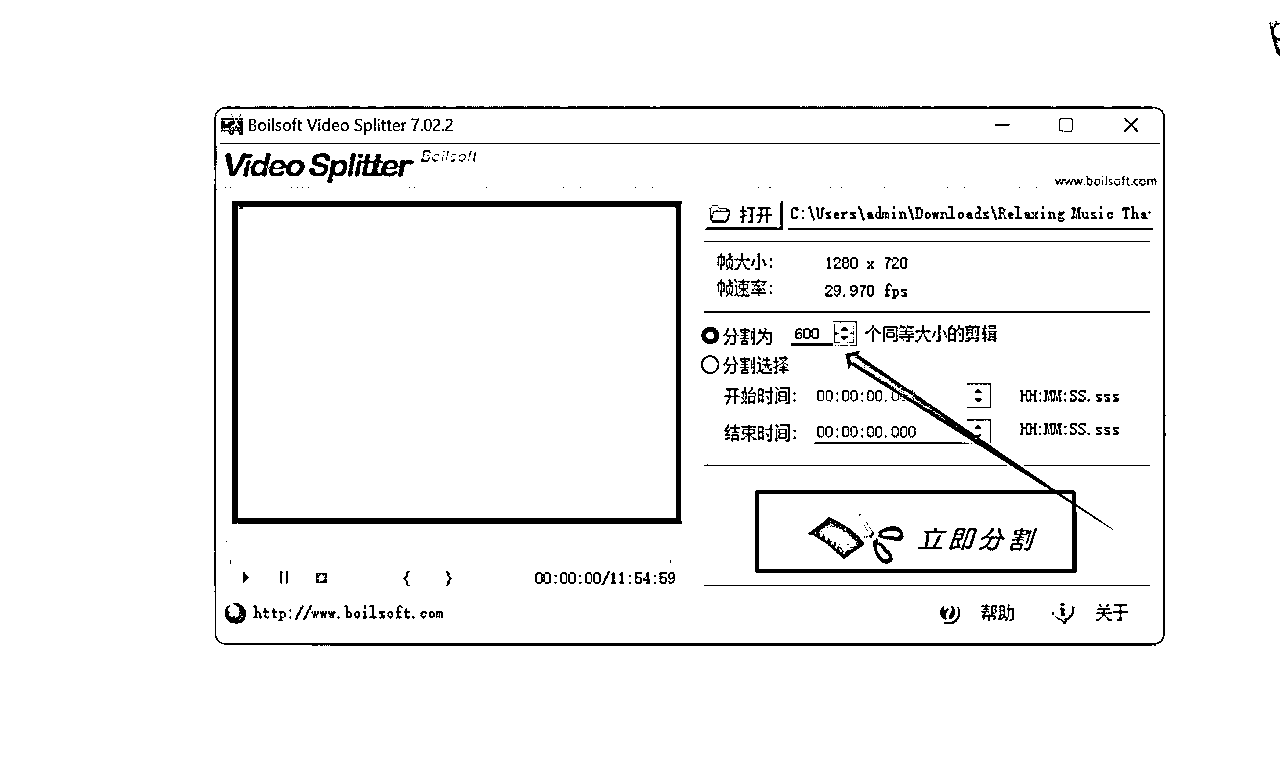 Boilsoft Video Splitter 7.02.2
Video Splitter Boilsoft
www.boilsoft.com
打开 C:\Users\admin\Downloads\Relaxing Music Tha
帧大小: 1280 x 720
帧速率: 29.970 fps
分割为 600 个同等大小的剪辑
分割选择
开始时间: 00:00:00.0 HH:MM:SS.sss
结束时间: 00:00:00.000 HH:MM:SS.sss
立即分割
{ } 00:00:00/11:54:59
http://www.boilsoft.com 帮助 关于